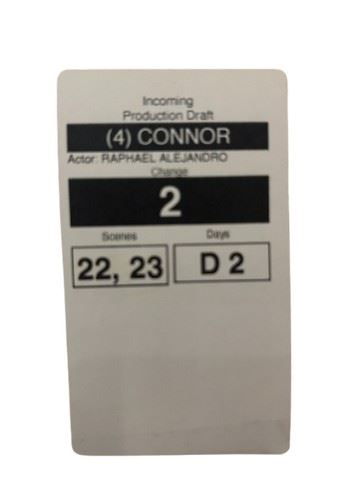 Incoming
Production Draft
(4) CONNOR
Actor: RAPHAEL ALEJANDRO
Change
2
Scenes Days
22, 23 D 2